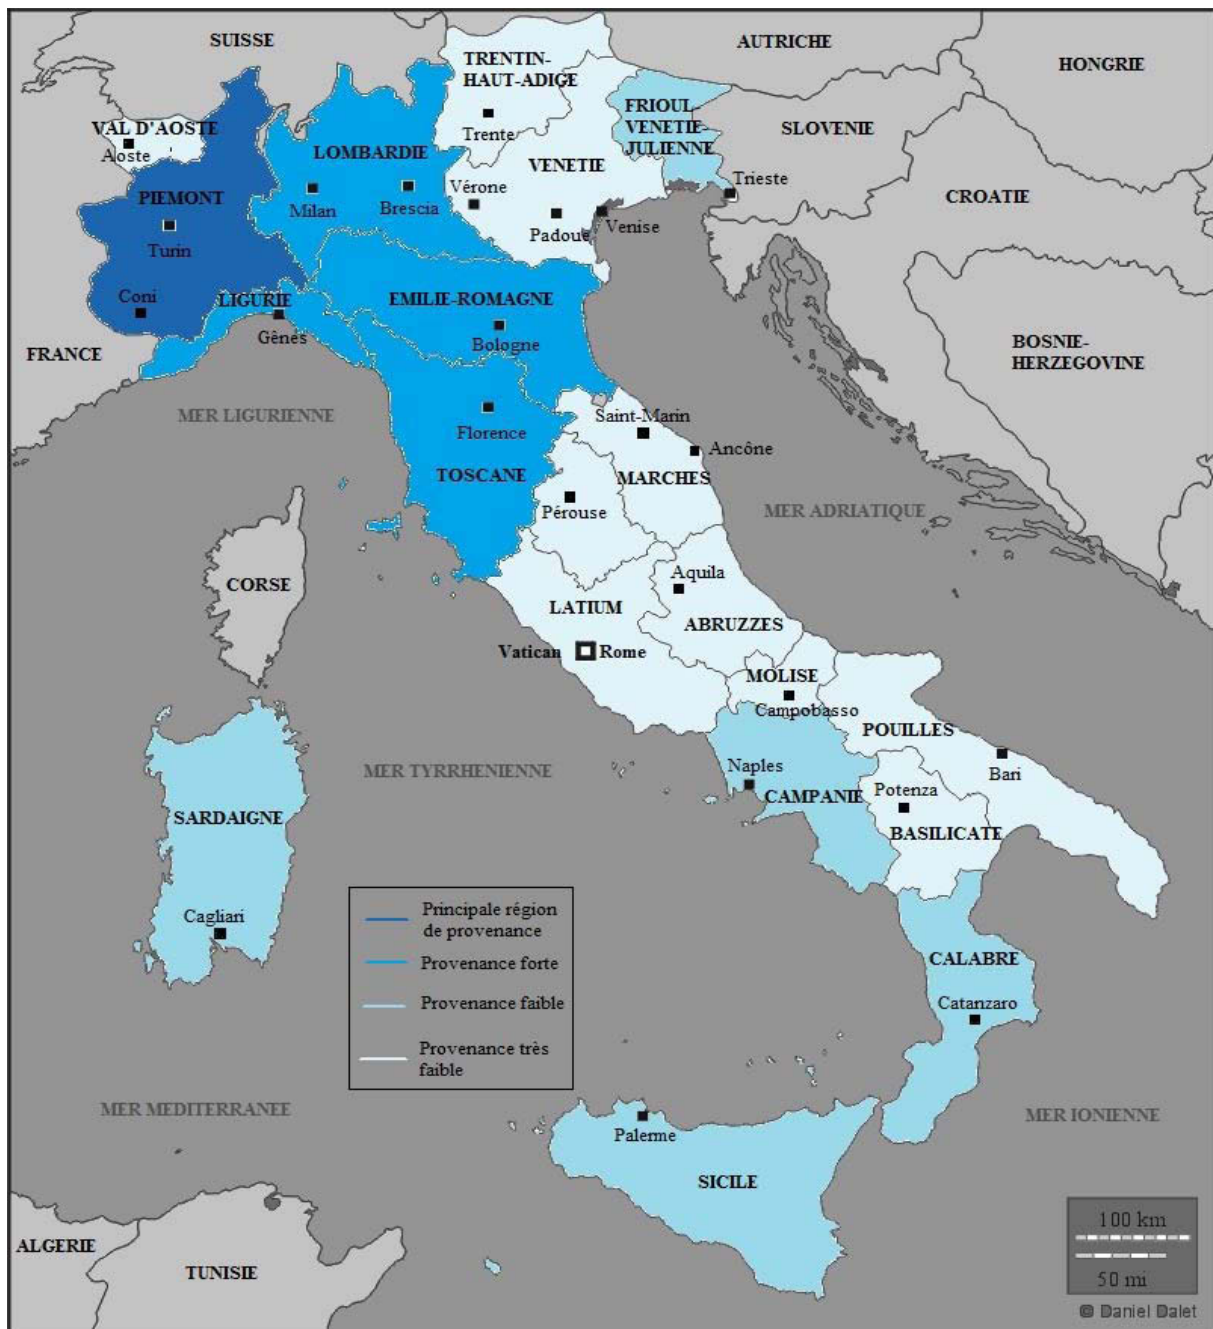 SUISSE
AUTRICHE
HONGRIE
TRENTIN-
HAUT-ADIGE
FRIOUL-
VENETIE-
JULIENNE
SLOVENIE
VAL D'AOSTE
Aoste
Trente
LOMBARDIE
VENETIE
CROATIE
PIEMONT
Milan
Brescia
Vérone
Padoue
Venise
Trieste
Turin
Coni
LIGURIE
Gênes
EMILIE-ROMAGNE
Bologne
FRANCE
BOSNIE-
HERZEGOVINE
MER LIGURIENNE
Florence
Saint-Marin
Ancône
TOSCANE
MARCHES
Pérouse
MER ADRIATIQUE
CORSE
Aquila
LATIUM
ABRUZZES
Vatican
Rome
MOLISE
Campobasso
POUILLES
Bari
MER TYRRHENIENNE
Naples
CAMPANIE
Potenza
BASILICATE
SARDAIGNE
Cagliari
Principale région
de provenance
Provenance forte
Provenance faible
Provenance très
faible
CALABRE
Catanzaro
MER MEDITERRANEE
MER IONIENNE
Palerme
SICILE
ALGERIE
TUNISIE
100 km
50 mi
© Daniel Dalet